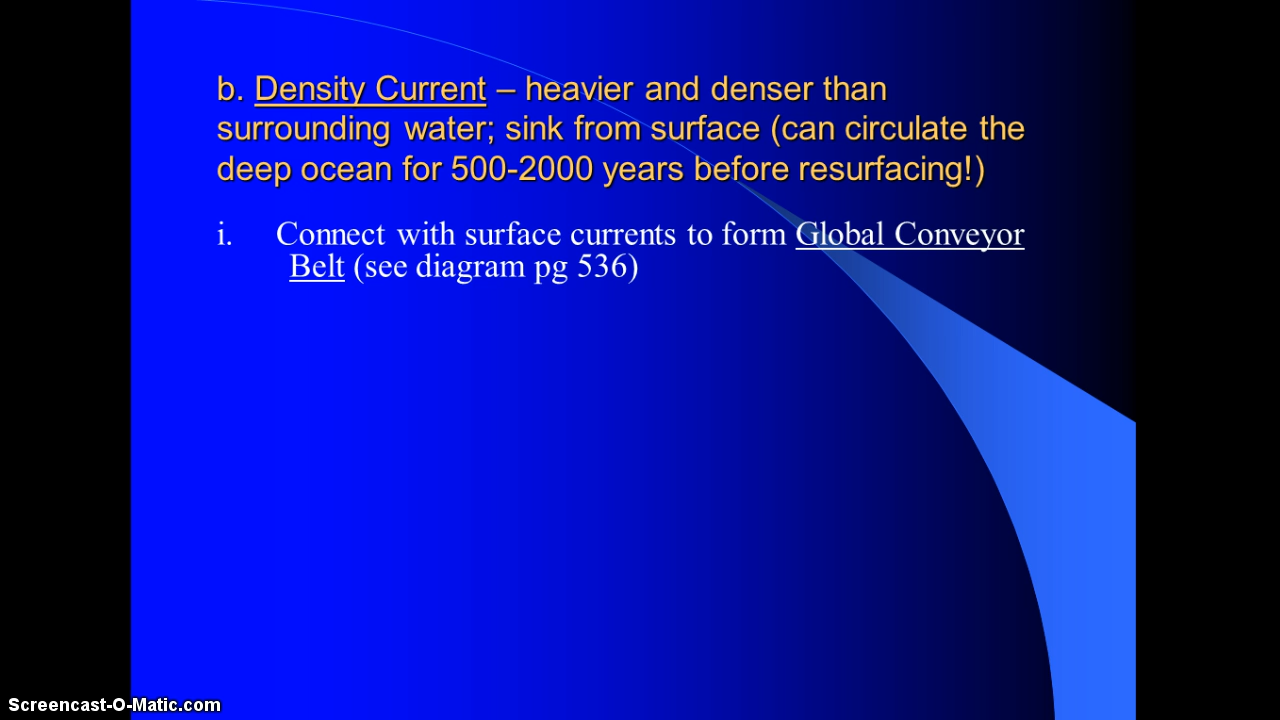 b. Density Current – heavier and denser than
surrounding water; sink from surface (can circulate the
deep ocean for 500-2000 years before resurfacing!)
i. Connect with surface currents to form Global Conveyor
Belt (see diagram pg 536)
Screencast-O-Matic.com